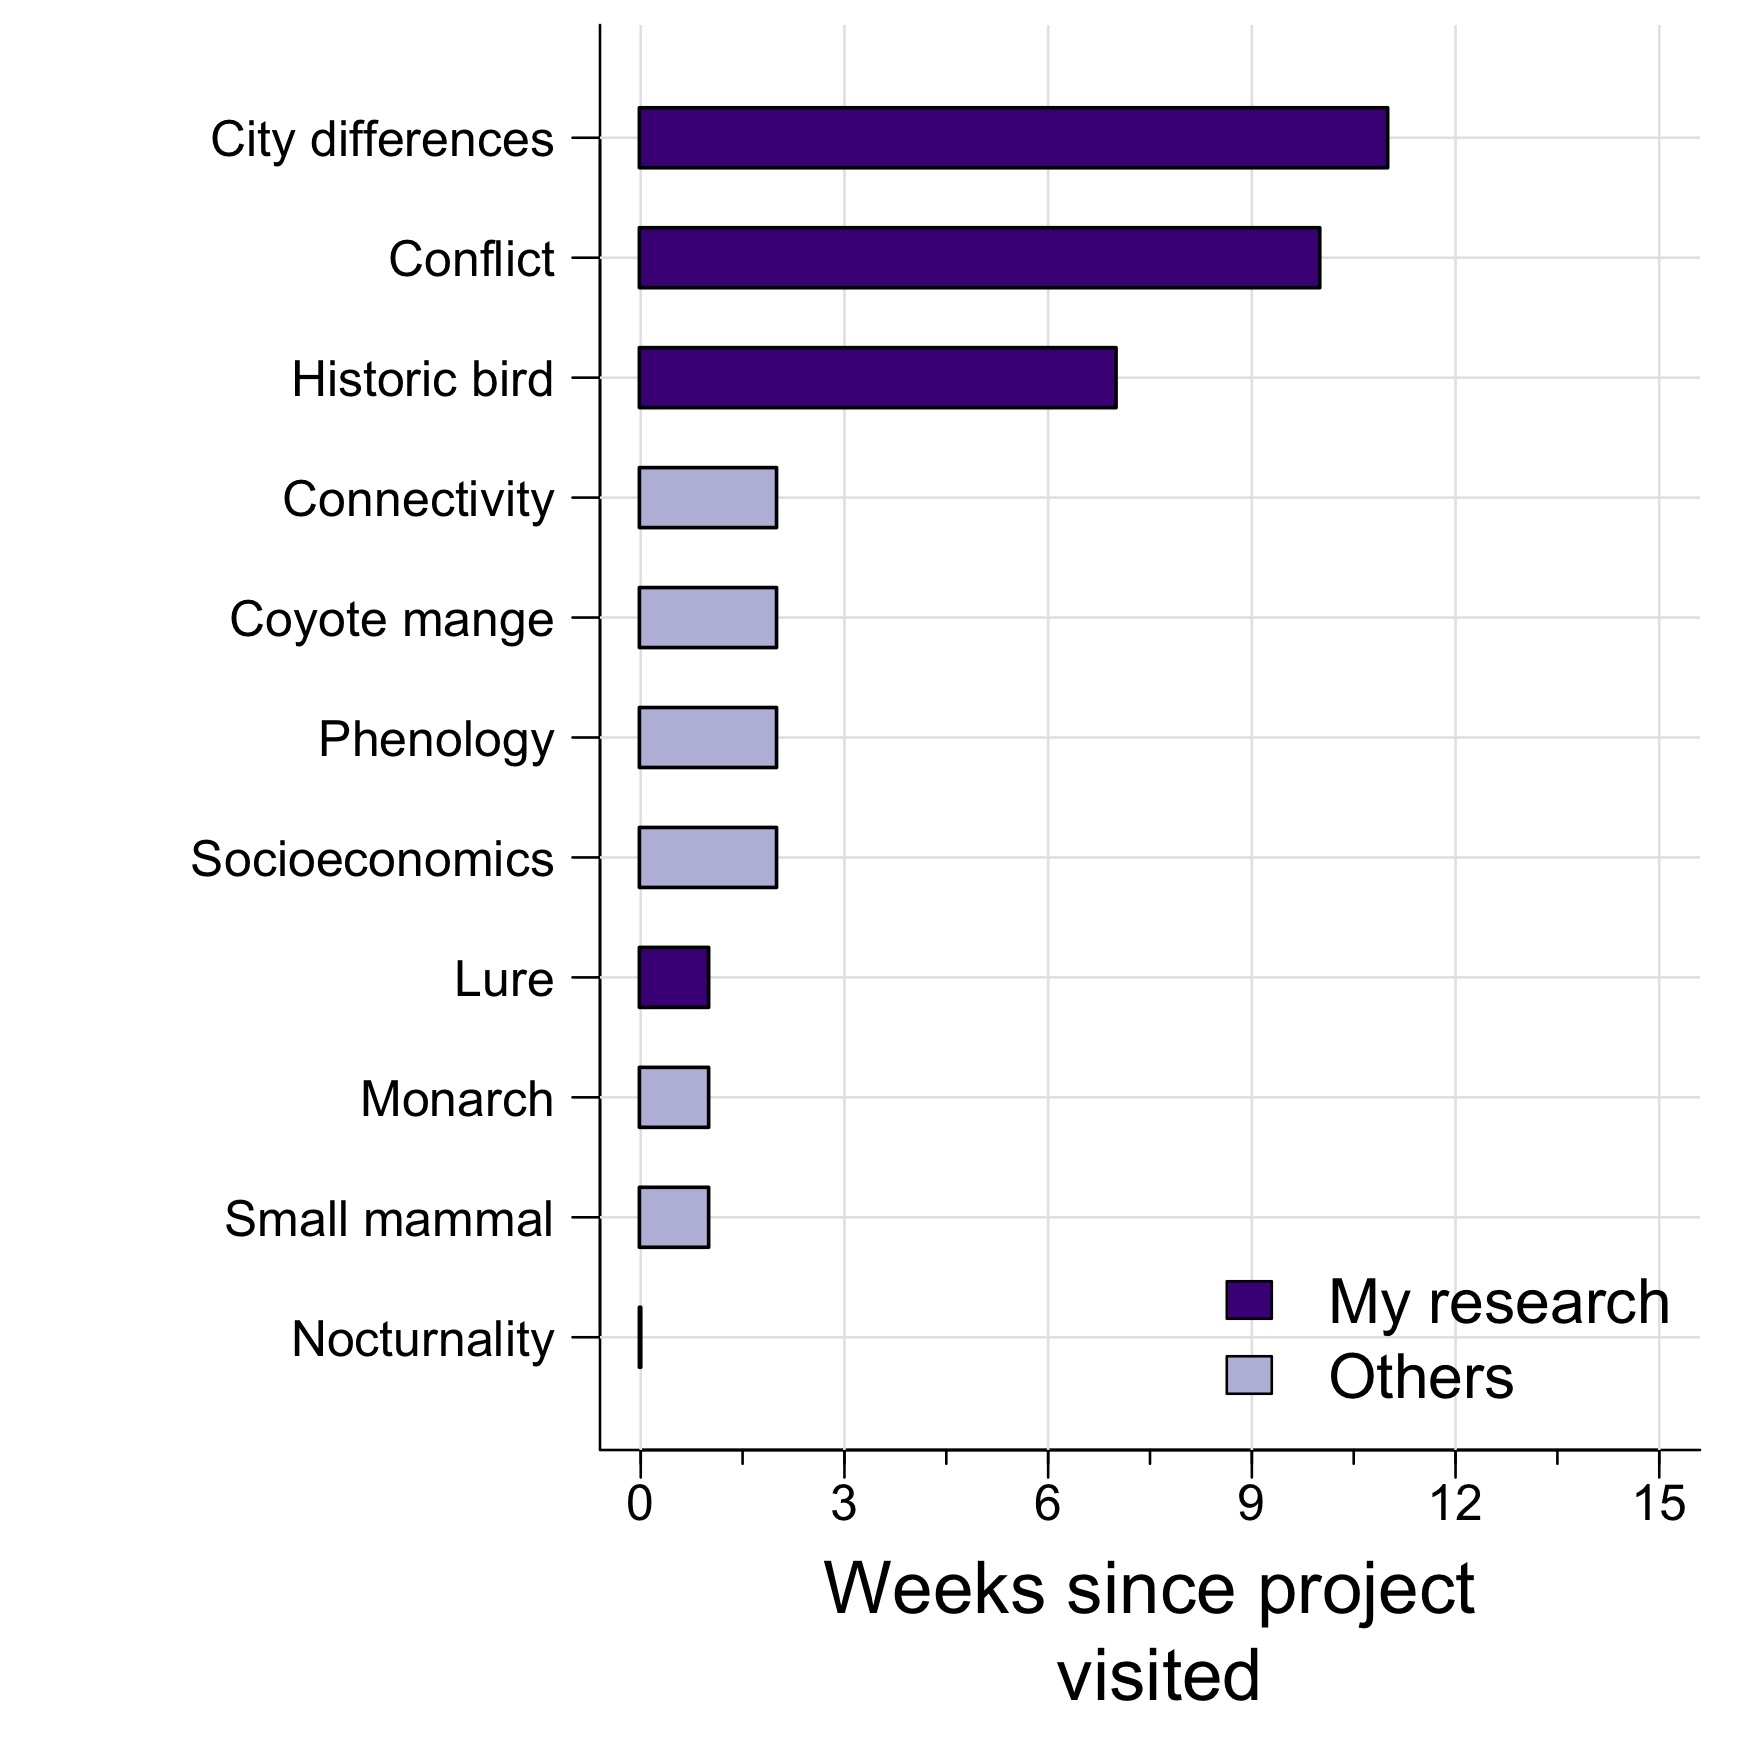 City differences
Conflict
Historic bird
Connectivity
Coyote mange
Phenology
Socioeconomics
Lure
Monarch
Small mammal
Nocturnality
My research
Others
0 3 6 9 12 15
Weeks since project
visited